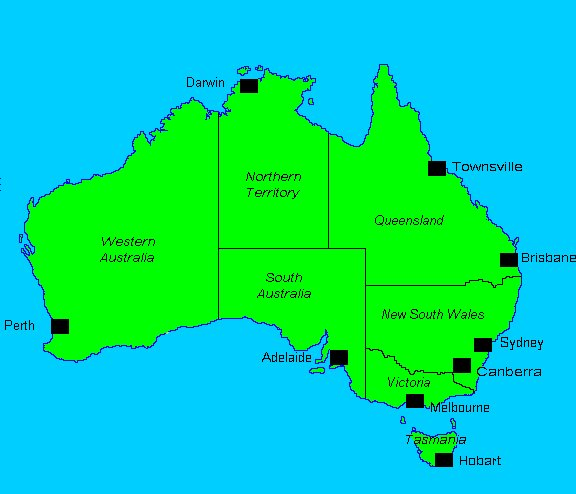 Darwin
Townsville
Northern
Territory
Queensland
Western
Australia
Brisbane
South
Australia
New South Wales
Perth
Sydney
Adelaide
Canberra
Victoria
Melbourne
Tasmania
Hobart